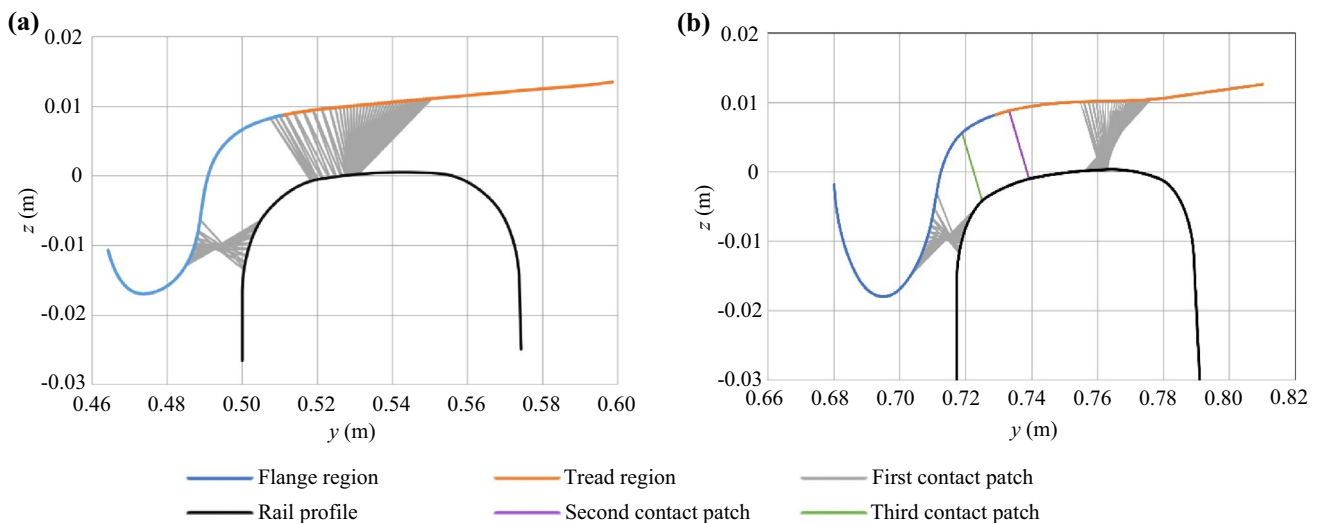 (a)
0.02
0.01
0
-0.01
-0.02
-0.03
z (m)
0.46 0.48 0.50 0.52 0.54 0.56 0.58 0.60
y (m)
(b)
0.02
0.01
0
-0.01
-0.02
-0.03
z (m)
0.66 0.68 0.70 0.72 0.74 0.76 0.78 0.80 0.82
y (m)
Flange region Tread region First contact patch
Rail profile Second contact patch Third contact patch